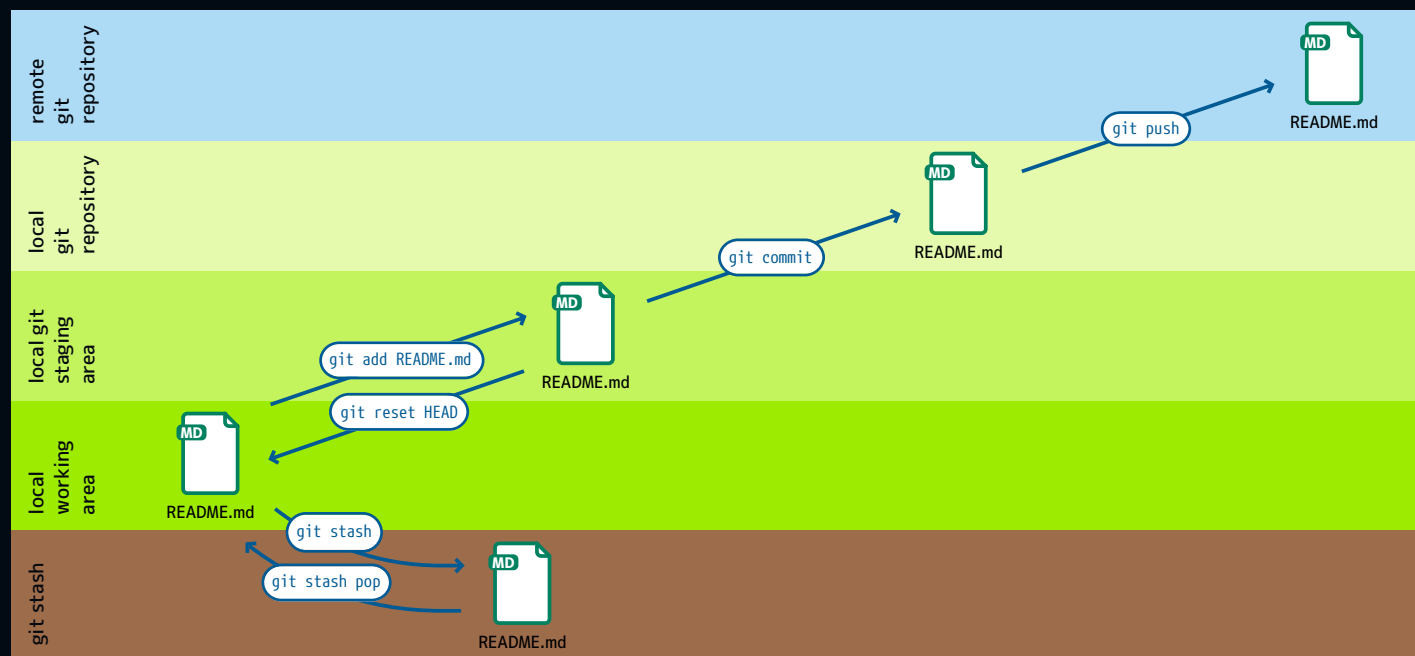 remote
git
repository
MD
README.md
git push
local
git
repository
MD
README.md
git commit
local git
staging
area
MD
README.md
git add README.md
git reset HEAD
local
working
area
MD
README.md
git stash
git stash pop
git stash
MD
README.md